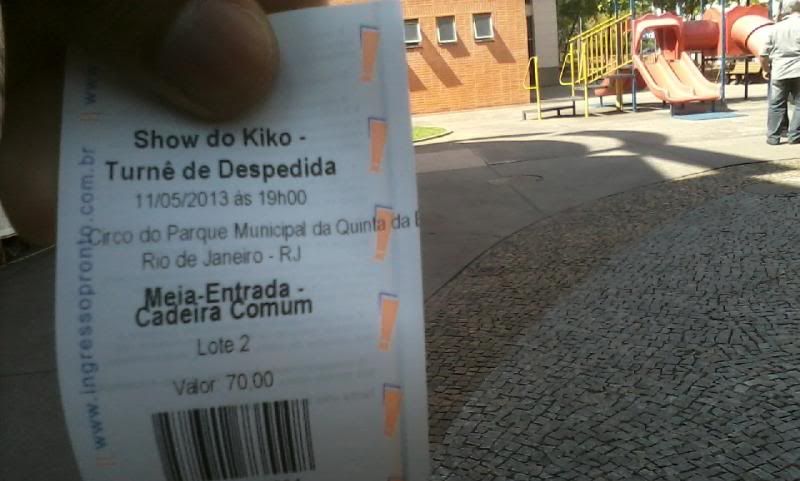 Show do Kiko -
Turnê de Despedida
11/05/2013 ás 19h00
Circo do Parque Municipal da Quinta da B
Rio de Janeiro - RJ
Meia-Entrada -
Cadeira Comum
Lote 2
Valor: 70.00
www.ingressopronto.com.br